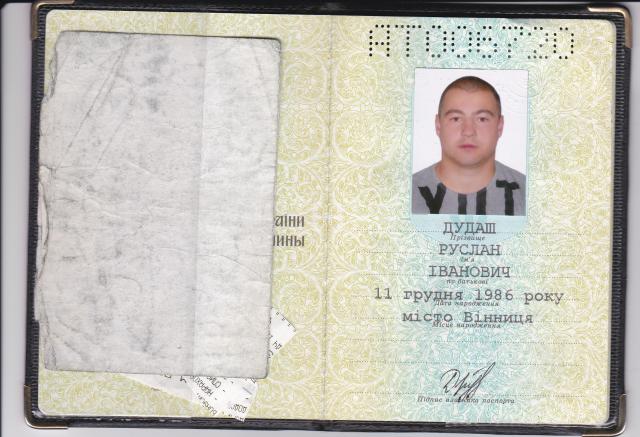 аїни
ины
ДУДАШ
Прізвище
РУСЛАН
Ім'я
ІВАНОВИЧ
по батькові
11 грудня 1986 року
Дата народження
місто Вінниця
Місце народження
Підпис власника паспорта